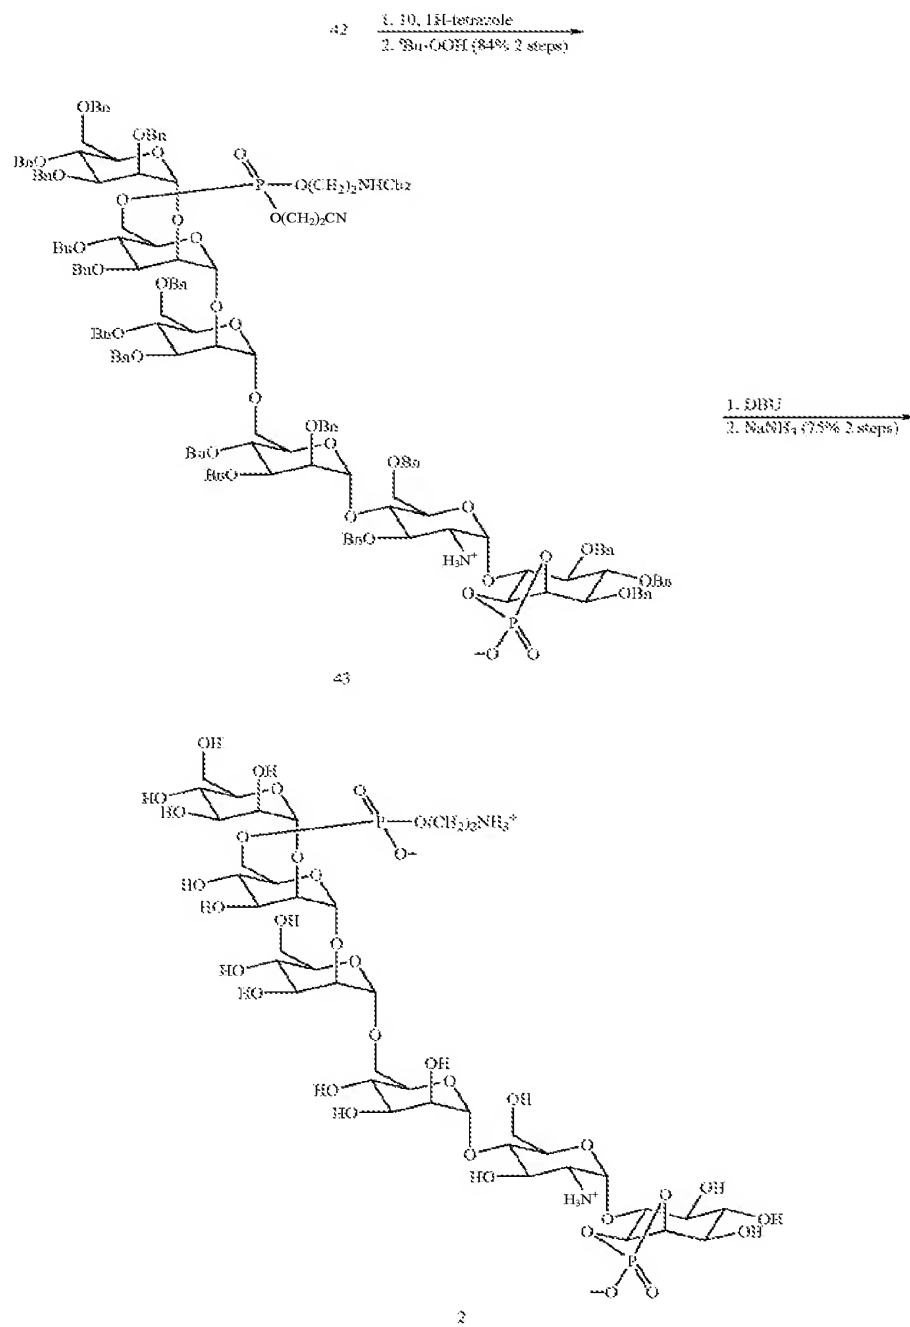 42
1. 10, 1H-tetrazole
2. tBu-OOH (84% 2 steps)
OBn
OBn
O
BnO
BnO
O
O
P
O(CH2)2NHCbz
O(CH2)2CN
O
O
BnO
BnO
OBn
O
O
BnO
BnO
O
OBn
O
BnO
BnO
OBn
O
O
BnO
H3N+
O
O
OBn
OBn
OBn
O
P
−O
O
43
1. DBU
2. NaNH3 (75% 2 steps)
OH
OH
O
HO
HO
O
O
P
O(CH2)2NH3+
O−
O
O
HO
HO
OH
O
O
HO
HO
O
OH
O
HO
HO
OH
O
O
HO
H3N+
O
O
OH
OH
OH
O
P
−O
O
2